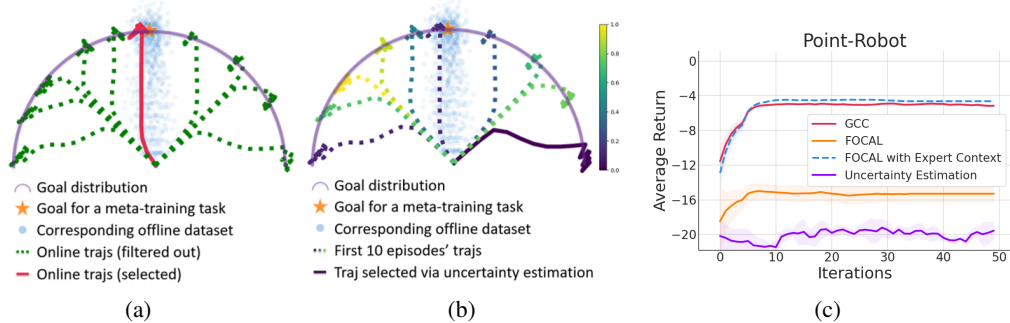 Goal distribution
Goal for a meta-training task
Corresponding offline dataset
Online trajs (filtered out)
Online trajs (selected)
(a)
1.0
0.8
0.6
0.4
0.2
0.0
Goal distribution
Goal for a meta-training task
Corresponding offline dataset
First 10 episodes' trajs
Traj selected via uncertainty estimation
(b)
Point-Robot
Average Return
0
−4
−8
−12
−16
−20
GCC
FOCAL
FOCAL with Expert Context
Uncertainty Estimation
0 10 20 30 40 50
Iterations
(c)